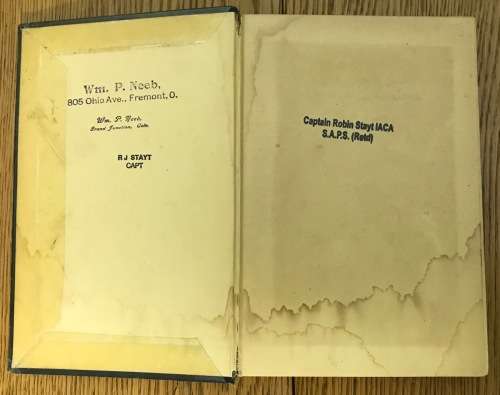 Wm. P. Neeb,
805 Ohio Ave., Fremont, O.
Wm. P. Neeb,
Grand Junction, Colo.
R J STAYT
CAPT
Captain Robin Stayt IACA
S.A.P.S. (Retd)